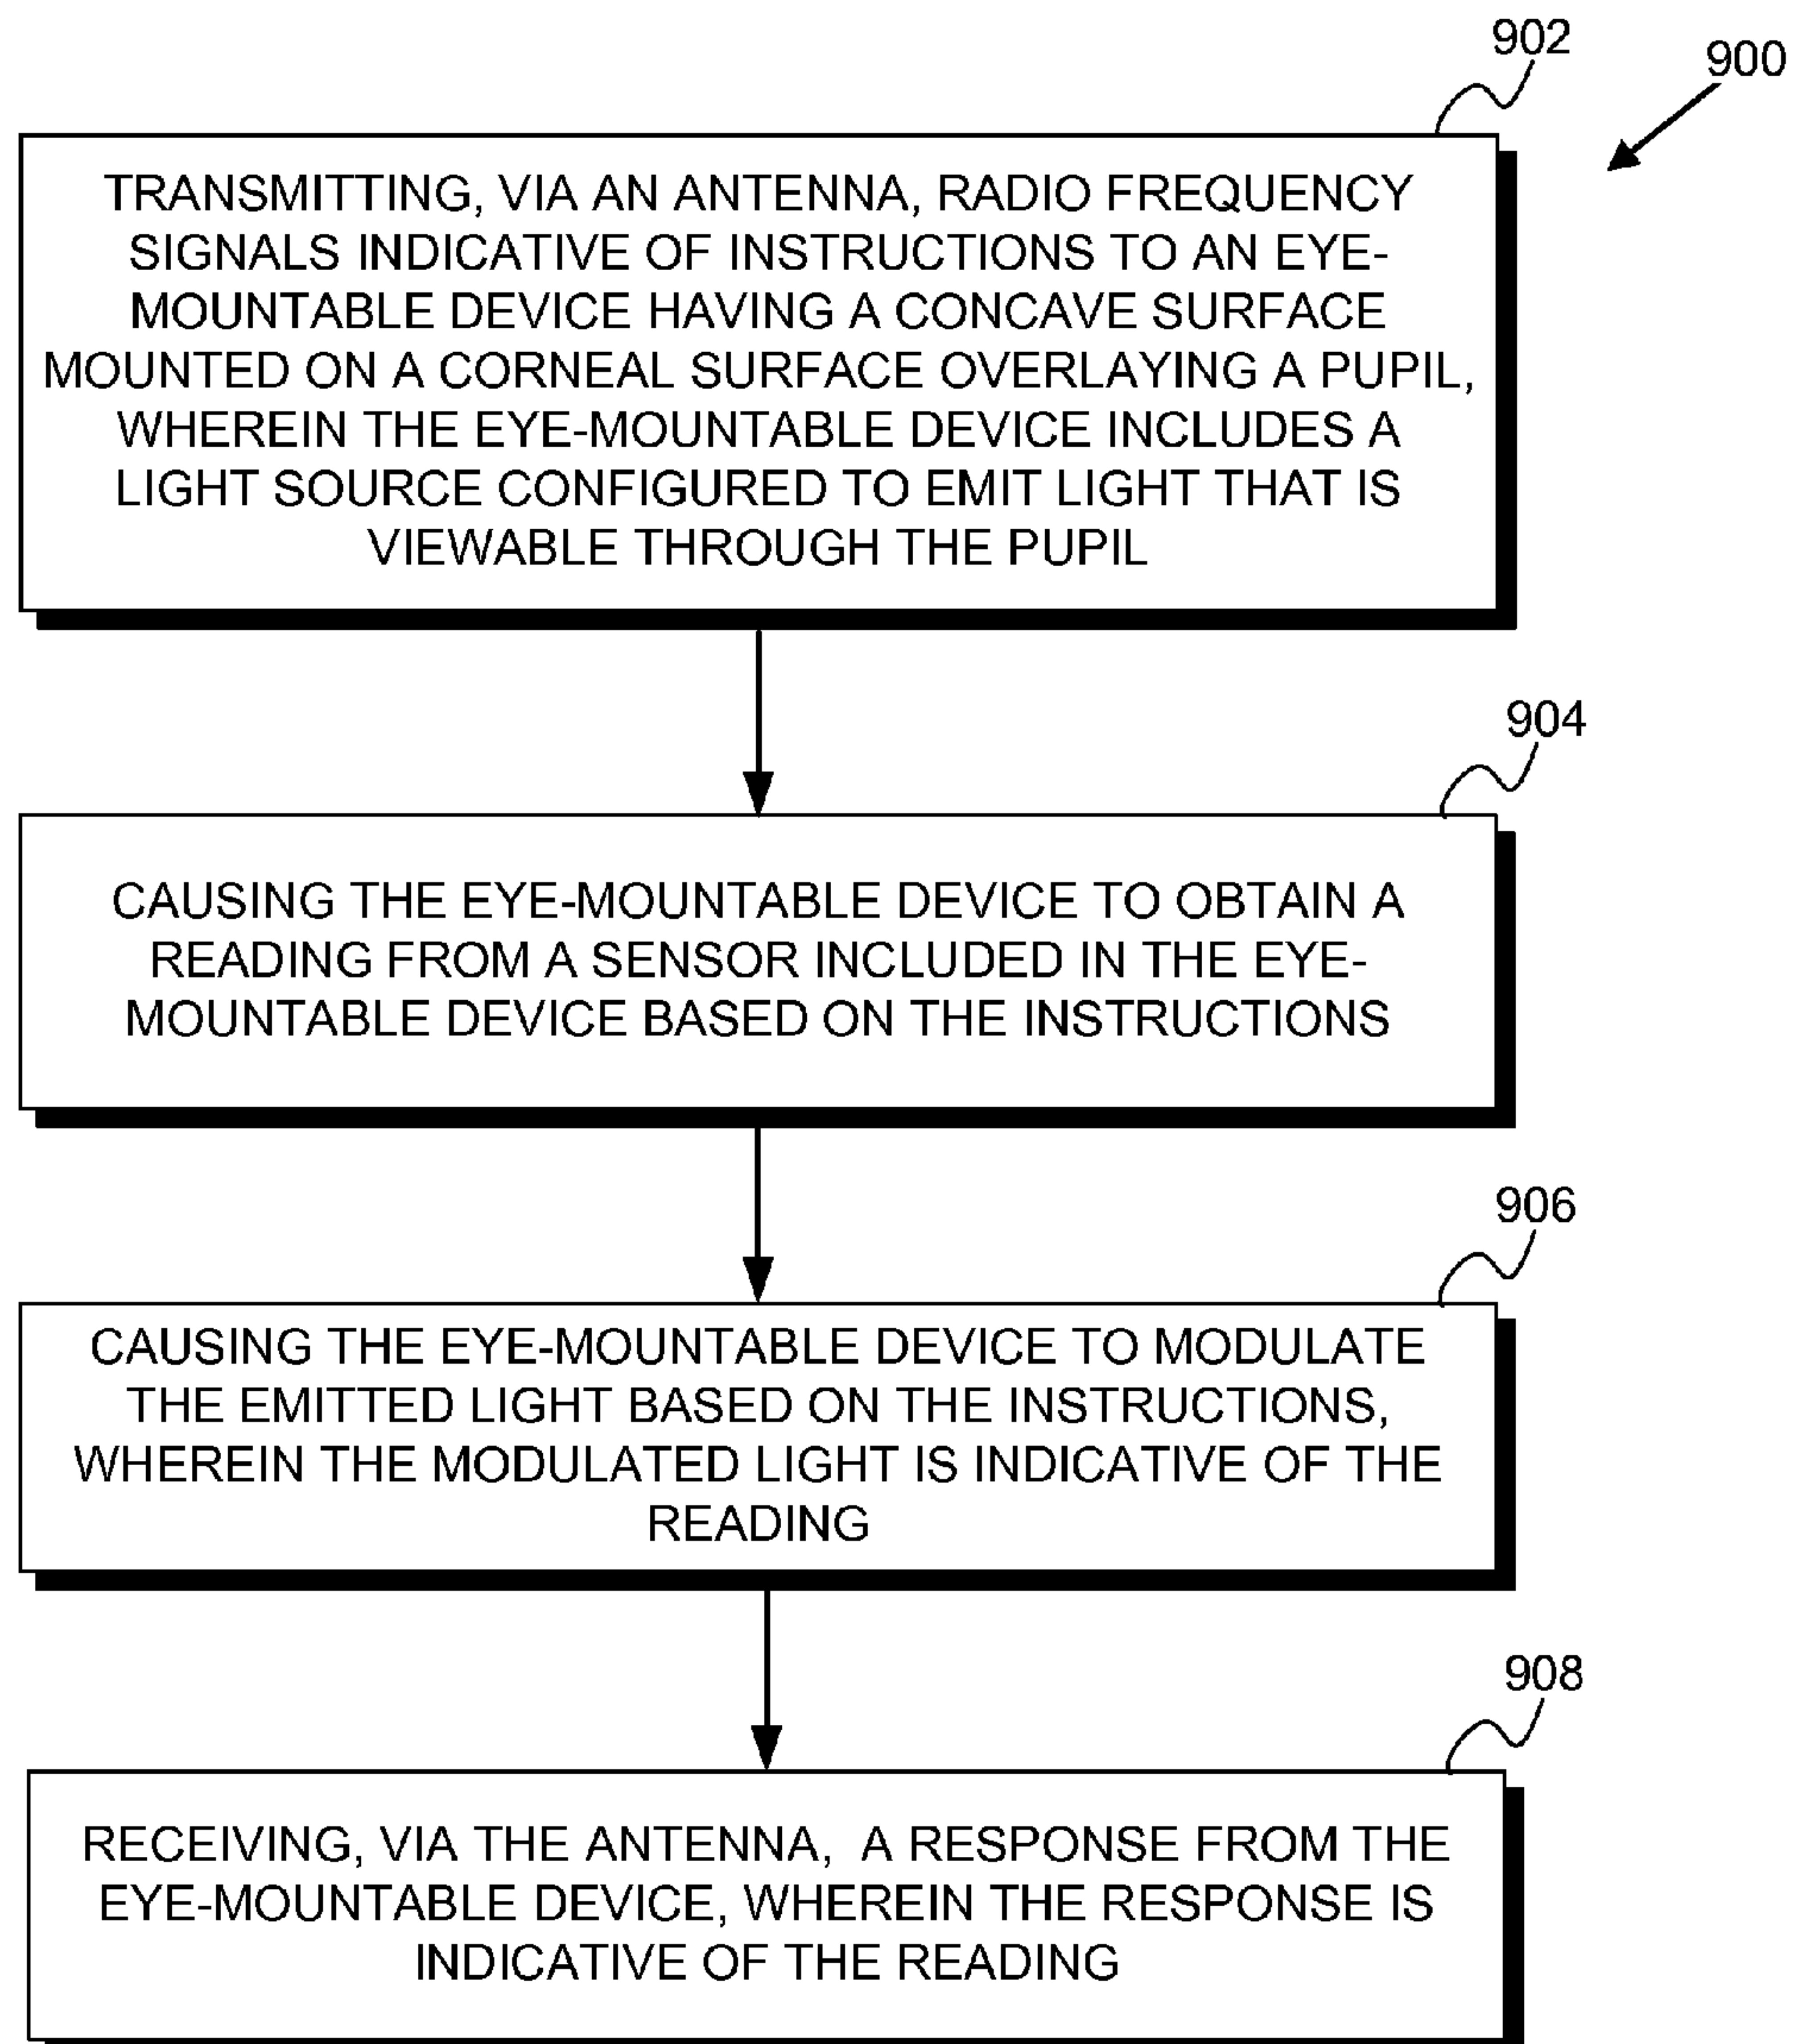 902
900
TRANSMITTING, VIA AN ANTENNA, RADIO FREQUENCY
SIGNALS INDICATIVE OF INSTRUCTIONS TO AN EYE-
MOUNTABLE DEVICE HAVING A CONCAVE SURFACE
MOUNTED ON A CORNEAL SURFACE OVERLAYING A PUPIL,
WHEREIN THE EYE-MOUNTABLE DEVICE INCLUDES A
LIGHT SOURCE CONFIGURED TO EMIT LIGHT THAT IS
VIEWABLE THROUGH THE PUPIL
904
CAUSING THE EYE-MOUNTABLE DEVICE TO OBTAIN A
READING FROM A SENSOR INCLUDED IN THE EYE-
MOUNTABLE DEVICE BASED ON THE INSTRUCTIONS
906
CAUSING THE EYE-MOUNTABLE DEVICE TO MODULATE
THE EMITTED LIGHT BASED ON THE INSTRUCTIONS,
WHEREIN THE MODULATED LIGHT IS INDICATIVE OF THE
READING
908
RECEIVING, VIA THE ANTENNA, A RESPONSE FROM THE
EYE-MOUNTABLE DEVICE, WHEREIN THE RESPONSE IS
INDICATIVE OF THE READING